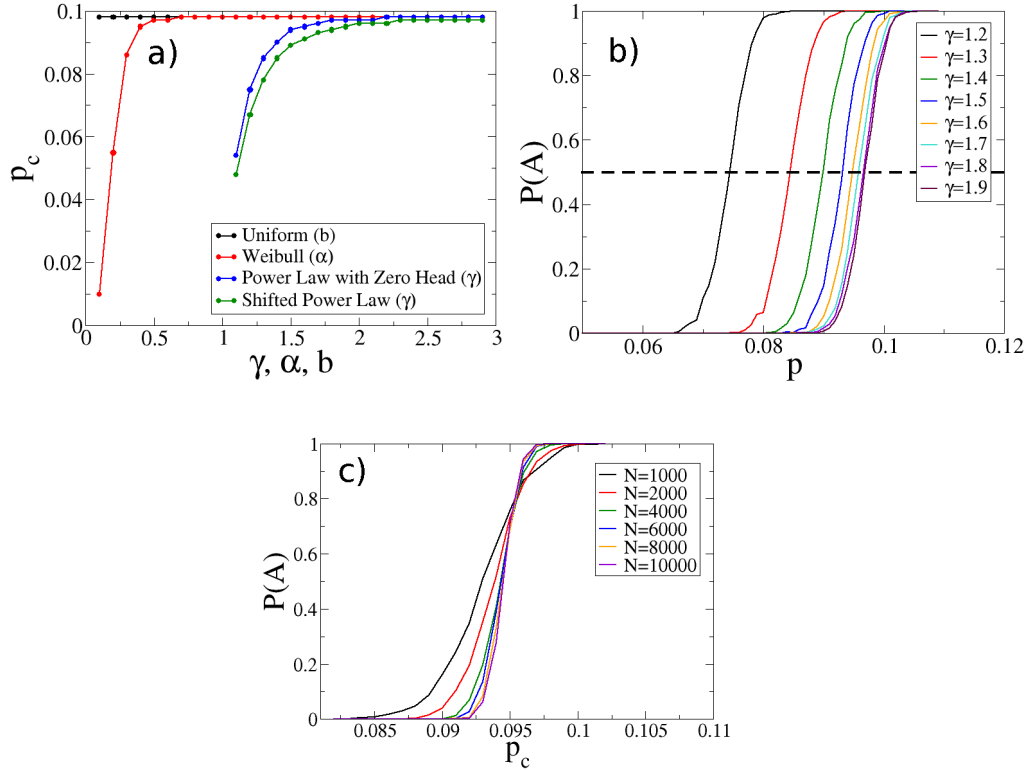 a)
0.1
0.08
0.06
0.04
0.02
0
p_c
0 0.5 1 1.5 2 2.5 3
γ, α, b
Uniform (b)
Weibull (α)
Power Law with Zero Head (γ)
Shifted Power Law (γ)
b)
1
0.8
0.6
0.4
0.2
0
P(A)
0.06 0.08 0.1 0.12
p
γ=1.2
γ=1.3
γ=1.4
γ=1.5
γ=1.6
γ=1.7
γ=1.8
γ=1.9
c)
1
0.8
0.6
0.4
0.2
0
P(A)
0.085 0.09 0.095 0.1 0.105 0.11
p_c
N=1000
N=2000
N=4000
N=6000
N=8000
N=10000